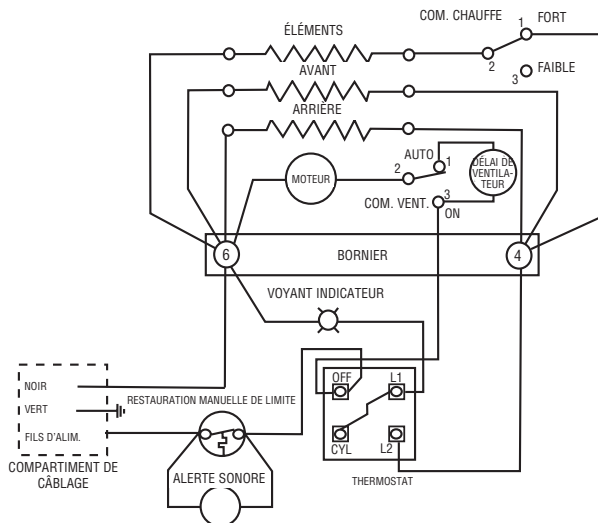 COM. CHAUFFE
1
FORT
ÉLÉMENTS
2
3
FAIBLE
AVANT
ARRIÈRE
AUTO
1
2
MOTEUR
DÉLAI DE
VENTILA-
TEUR
COM. VENT.
3
ON
6
BORNIER
4
VOYANT INDICATEUR
NOIR
VERT
FILS D'ALIM.
COMPARTIMENT DE
CÂBLAGE
RESTAURATION MANUELLE DE LIMITE
ALERTE SONORE
OFF
L1
CYL
L2
THERMOSTAT